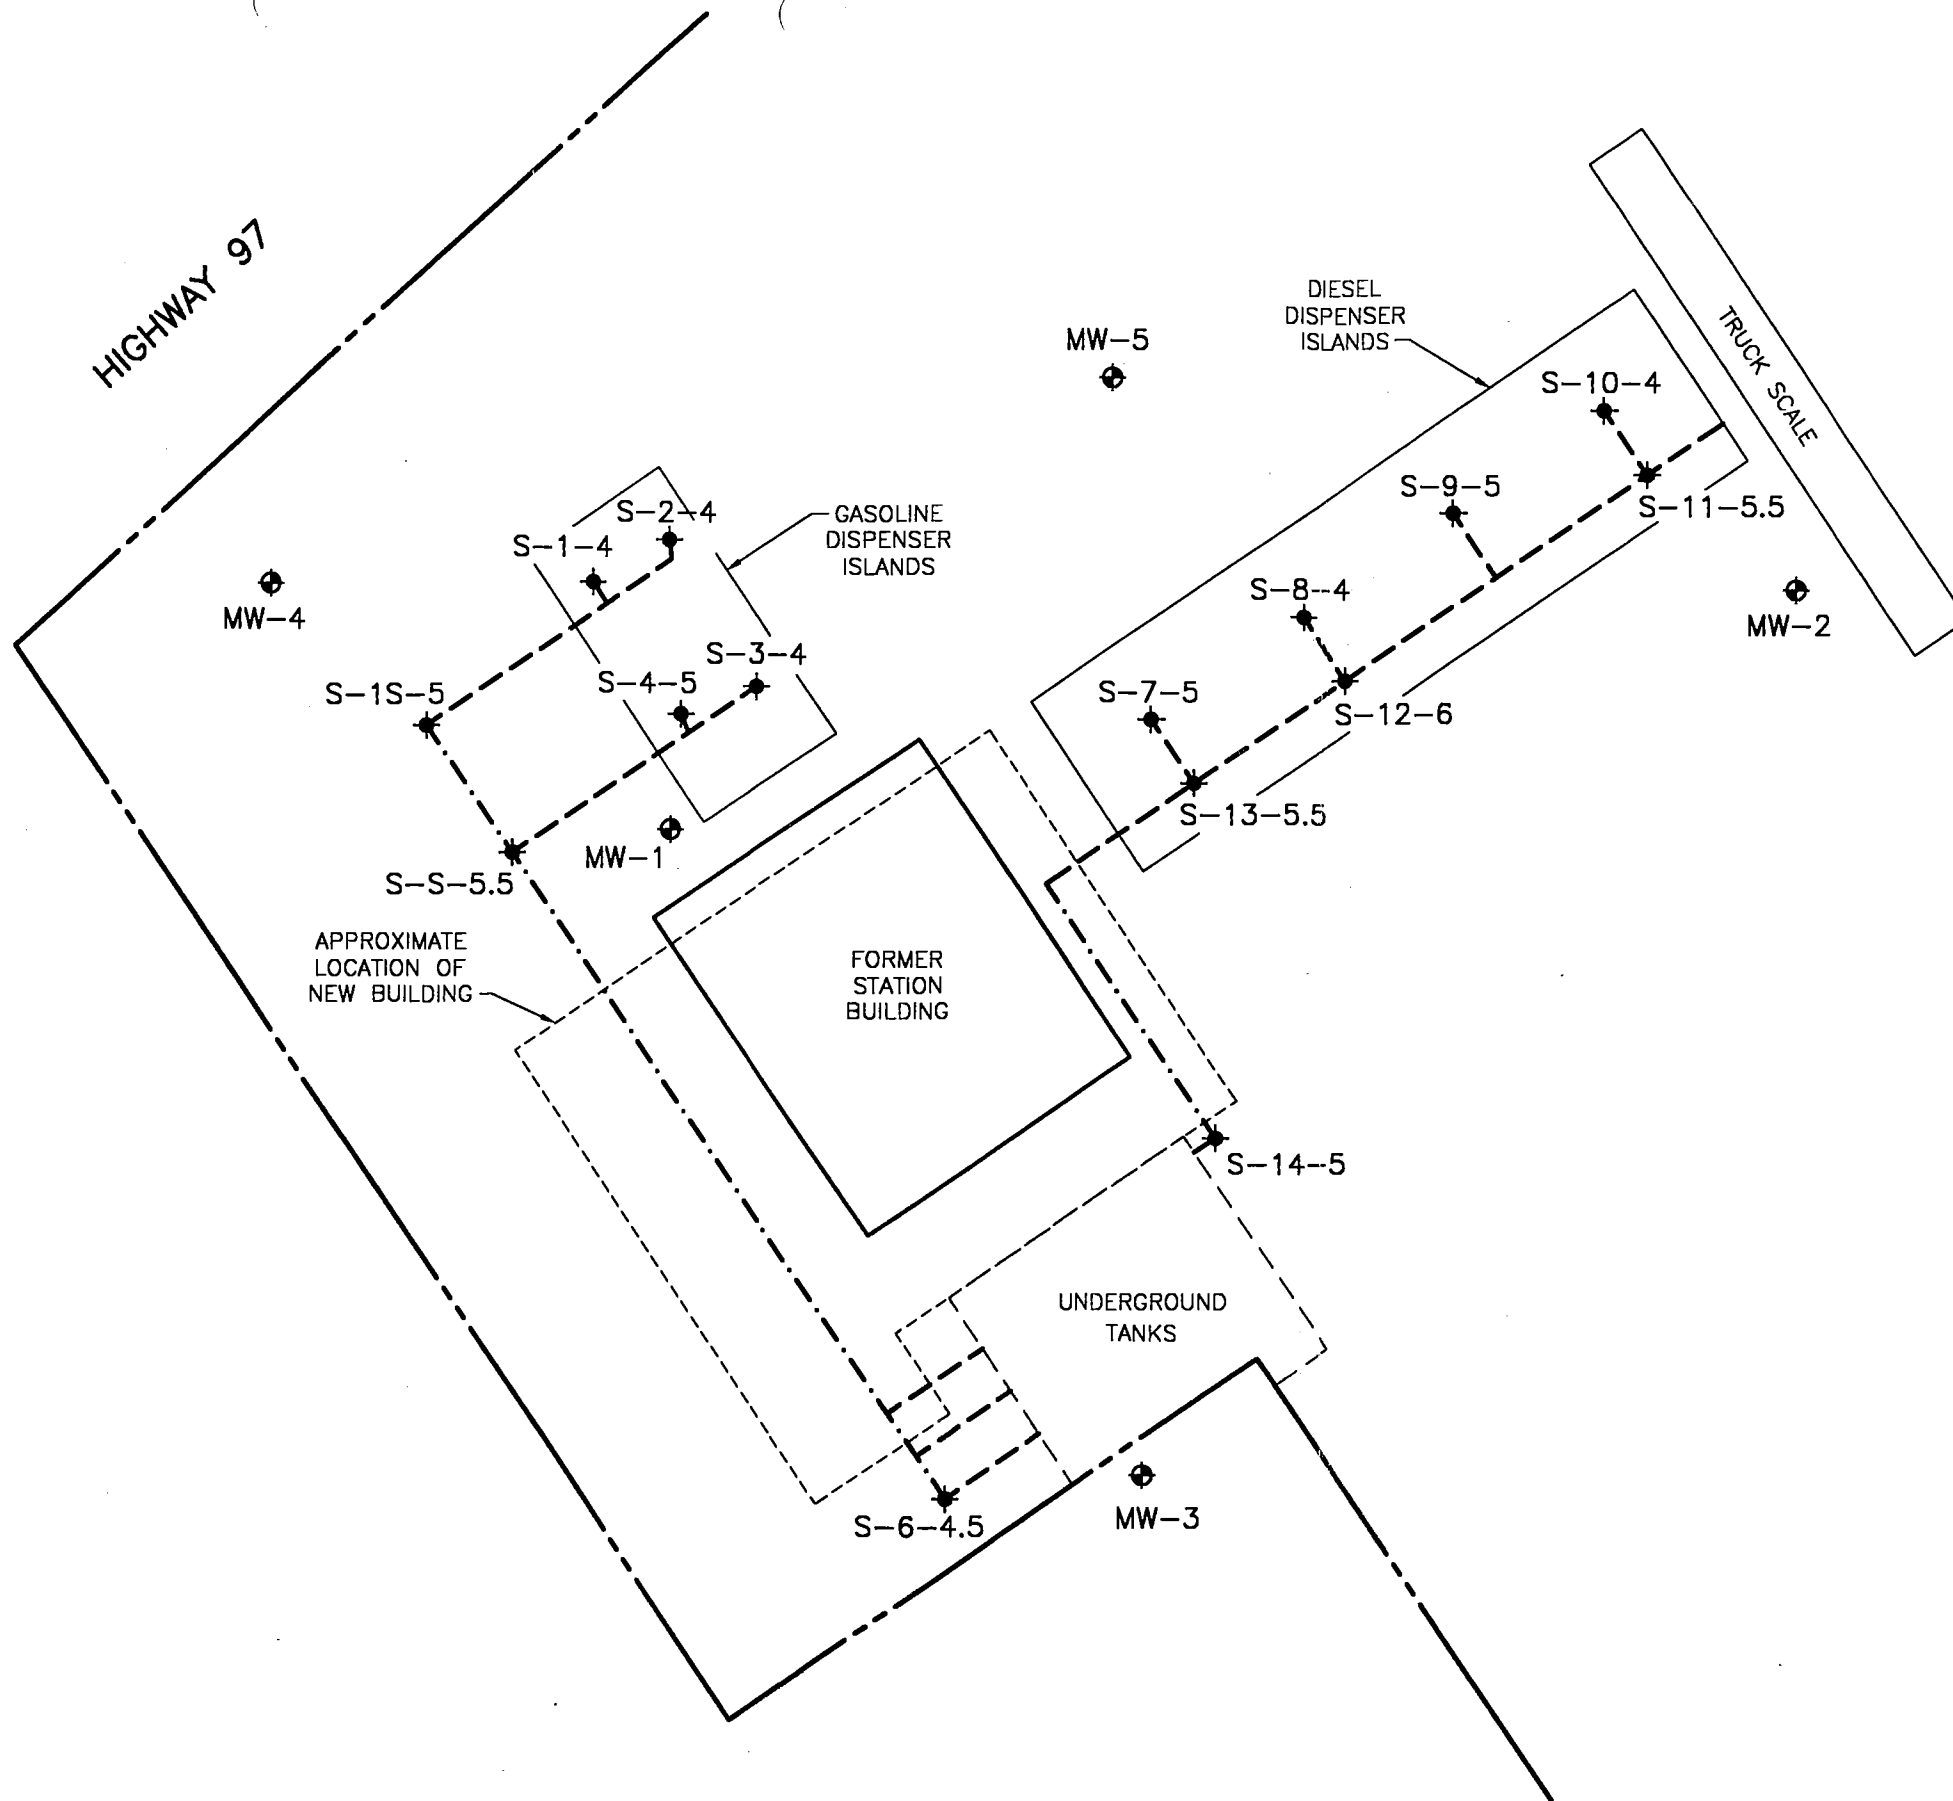 HIGHWAY 97
DIESEL
DISPENSER
ISLANDS
TRUCK SCALE
MW-5
S-10-4
S-9-5
S-11-5.5
S-2-4
GASOLINE
DISPENSER
ISLANDS
S-1-4
MW-4
S-8-4
MW-2
S-3-4
S-4-5
S-1S-5
S-7-5
S-12-6
S-13-5.5
MW-1
S-S-5.5
APPROXIMATE
LOCATION OF
NEW BUILDING
FORMER
STATION
BUILDING
S-14-5
UNDERGROUND
TANKS
S-6-4.5
MW-3